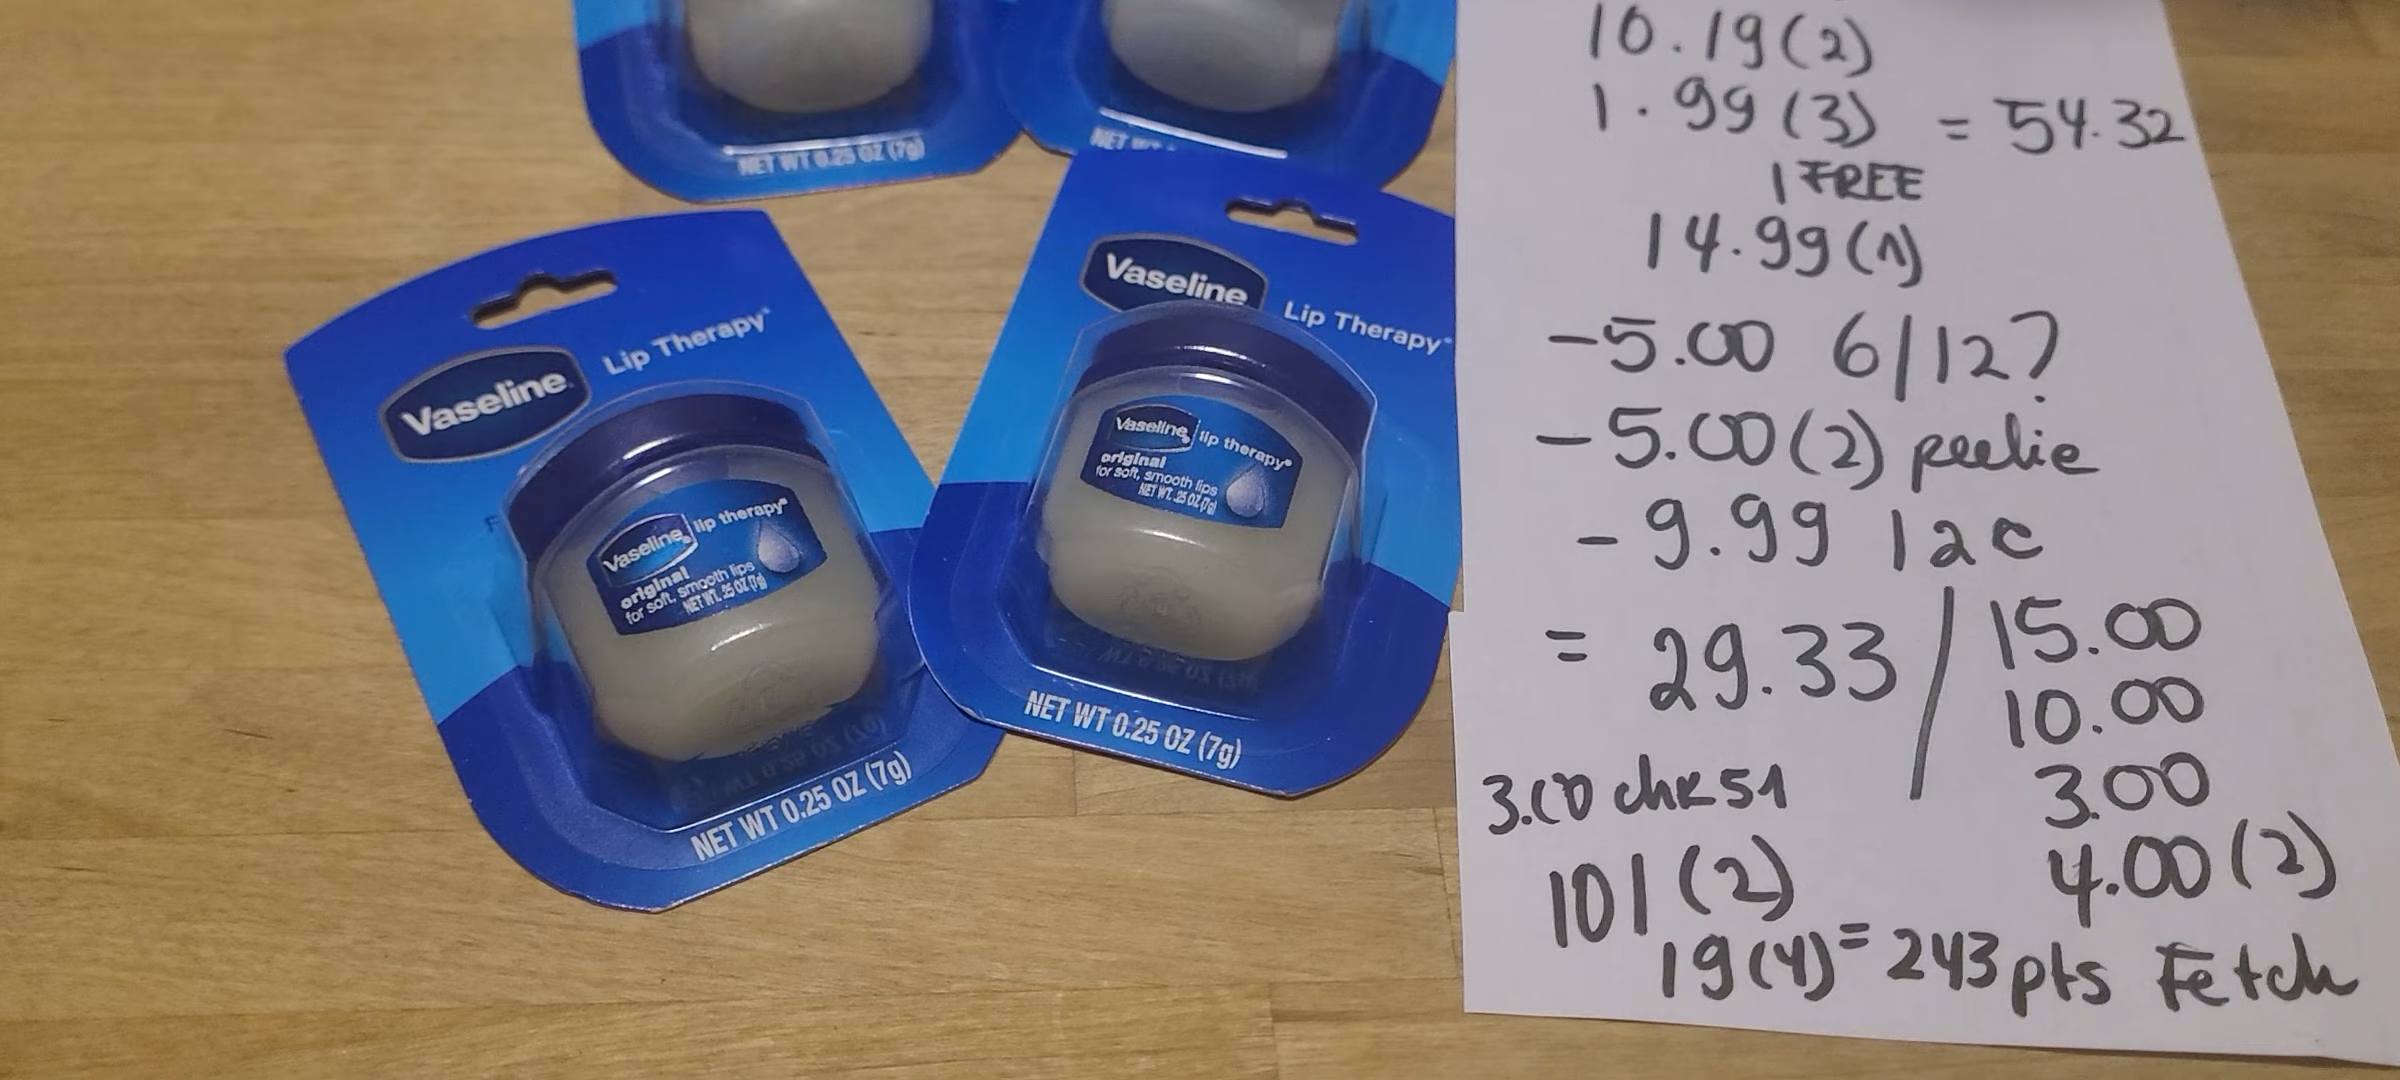 NET WT 0.25 OZ (7g)
NET WT
Vaseline
Lip Therapy
Vaseline
lip therapy
original
for soft, smooth lips
NET WT. .25 OZ (7g)
NET WT 0.25 OZ (7g)
Vaseline
Lip Therapy
Vaseline
lip therapy
original
for soft, smooth lips
NET WT. .25 OZ (7g)
NET WT 0.25 OZ (7g)
10.19 (2)
1.99 (3) = 54.32
1 FREE
14.99 (1)
-5.00 6/12?
-5.00 (2) peelie
-9.99 12c
= 29.33 / 15.00
10.00
3.00
3.00 chk51
4.00 (2)
101 (2)
19 (4) = 243 pts Fetch